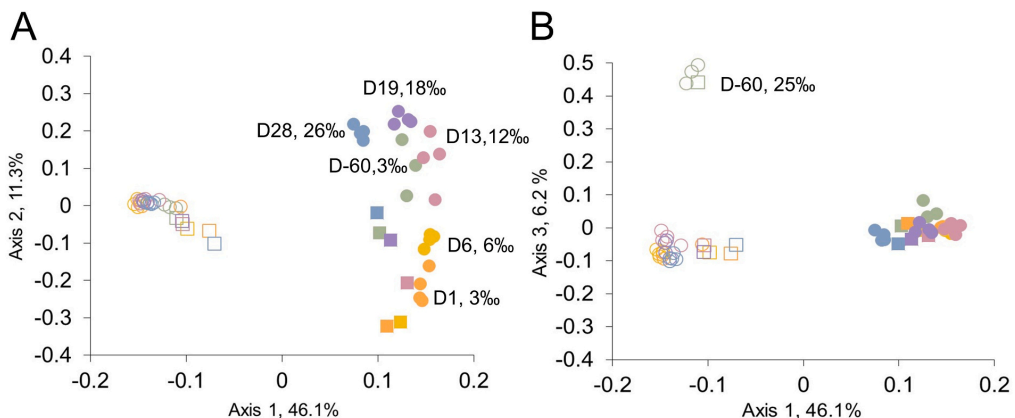 A
B
0.4
0.3
0.2
0.1
0
-0.1
-0.2
-0.3
-0.4
Axis 2, 11.3%
D19,18‰
D28, 26‰
D13,12‰
D-60,3‰
D6, 6‰
D1, 3‰
-0.2
-0.1
0
0.1
0.2
Axis 1, 46.1%
0.5
0.4
0.3
0.2
0.1
0
-0.1
-0.2
-0.3
-0.4
Axis 3, 6.2 %
D-60, 25‰
-0.2
-0.1
0
0.1
0.2
Axis 1, 46.1%